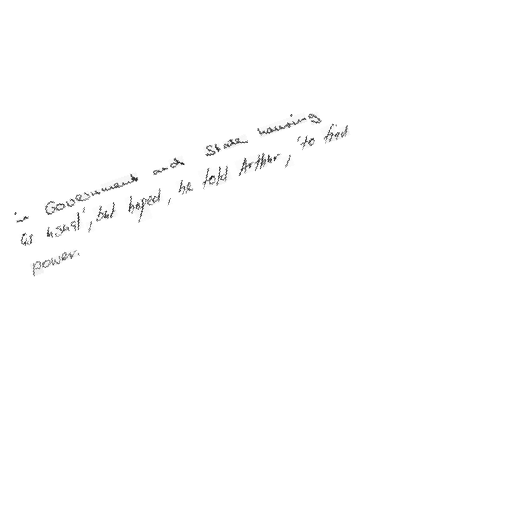 in Government and State housing
as usual', but hoped, he told Arthur, 'to find
power.